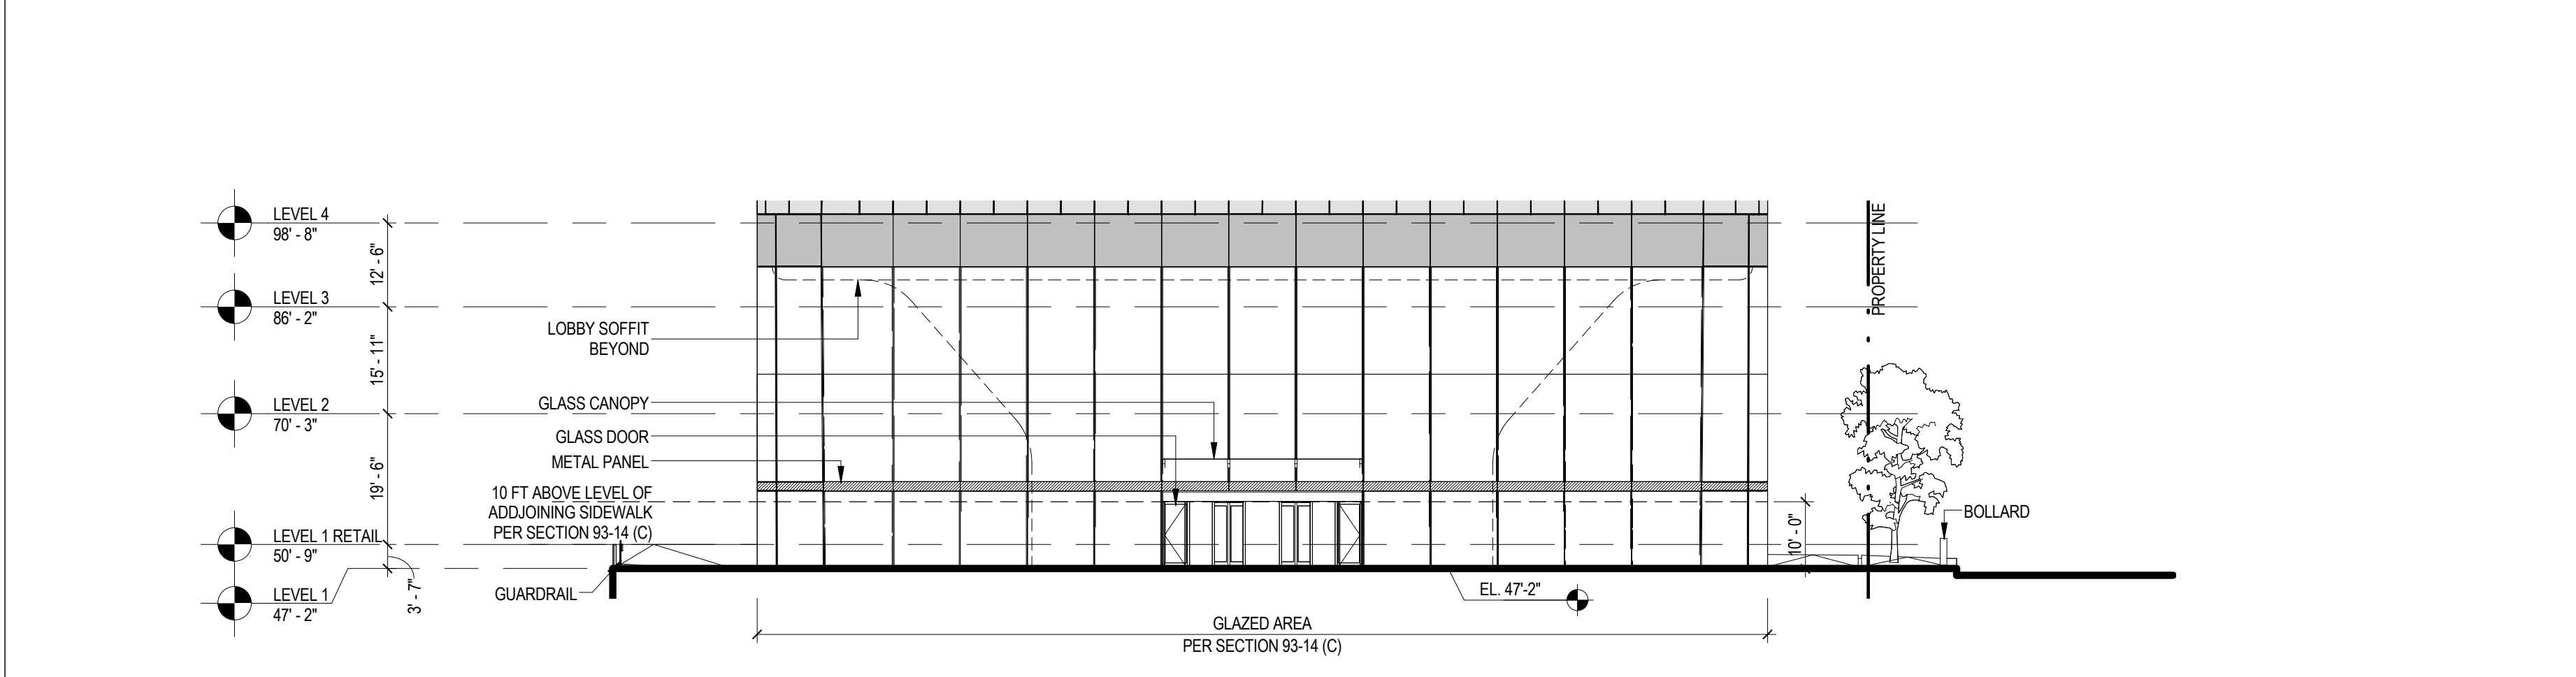 LEVEL 4
98' - 8"
12' - 6"
LEVEL 3
86' - 2"
15' - 11"
LEVEL 2
70' - 3"
19' - 6"
LEVEL 1 RETAIL
50' - 9"
LEVEL 1
47' - 2"
3' - 7"
LOBBY SOFFIT
BEYOND
GLASS CANOPY
GLASS DOOR
METAL PANEL
10 FT ABOVE LEVEL OF
ADDJOINING SIDEWALK
PER SECTION 93-14 (C)
GUARDRAIL
EL. 47'-2"
GLAZED AREA
PER SECTION 93-14 (C)
10' - 0"
PROPERTY LINE
BOLLARD